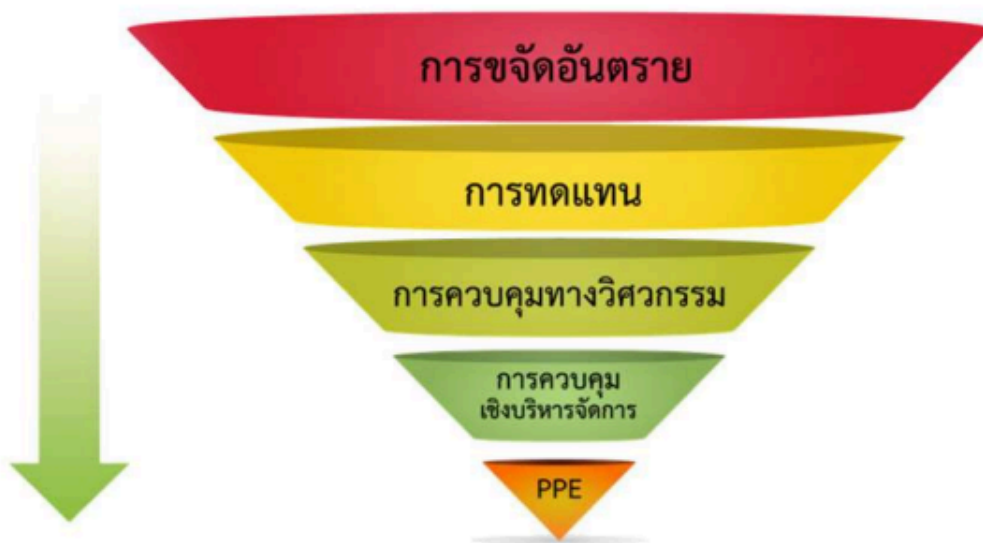 การขจัดอันตราย
การทดแทน
การควบคุมทางวิศวกรรม
การควบคุม
เชิงบริหารจัดการ
PPE